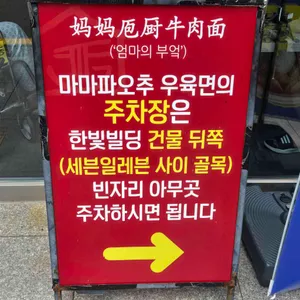 妈妈厄厨牛肉面
('엄마의 부엌')
마마파오추 우육면의
주차장은
한빛빌딩 건물 뒤쪽
(세븐일레븐 사이 골목)
빈자리 아무곳
주차하시면 됩니다